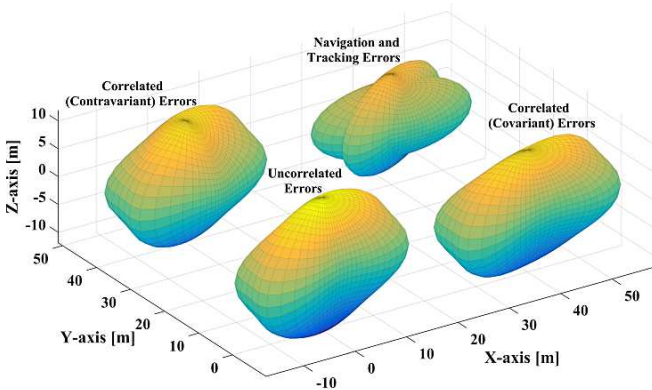 Navigation and
Tracking Errors
Correlated
(Contravariant) Errors
Correlated
(Covariant) Errors
Uncorrelated
Errors
Z-axis [m]
10
5
0
-5
-10
50
40
30
20
10
0
Y-axis [m]
-10
0
10
20
30
40
50
X-axis [m]